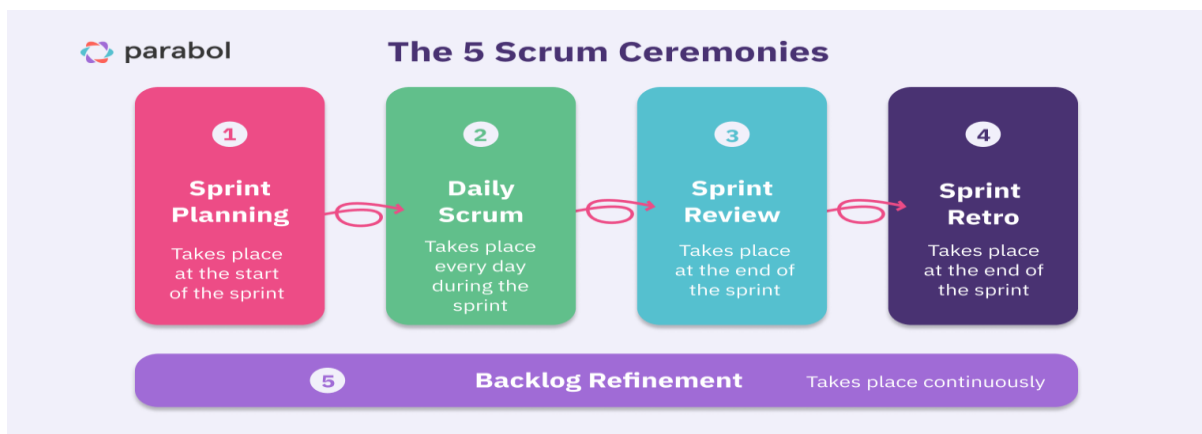 parabol
The 5 Scrum Ceremonies
1
Sprint
Planning
Takes place
at the start
of the sprint
2
Daily
Scrum
Takes place
every day
during the
sprint
3
Sprint
Review
Takes place
at the end of
the sprint
4
Sprint
Retro
Takes place
at the end of
the sprint
5
Backlog Refinement
Takes place continuously